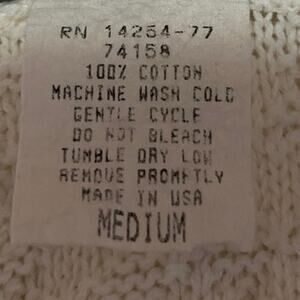 RN 14264-77
74158
100% COTTON
MACHINE WASH COLD
GENTLE CYCLE
DO NOT BLEACH
TUMBLE DRY LOW
REMOVE PROMPTLY
MADE IN USA
MEDIUM